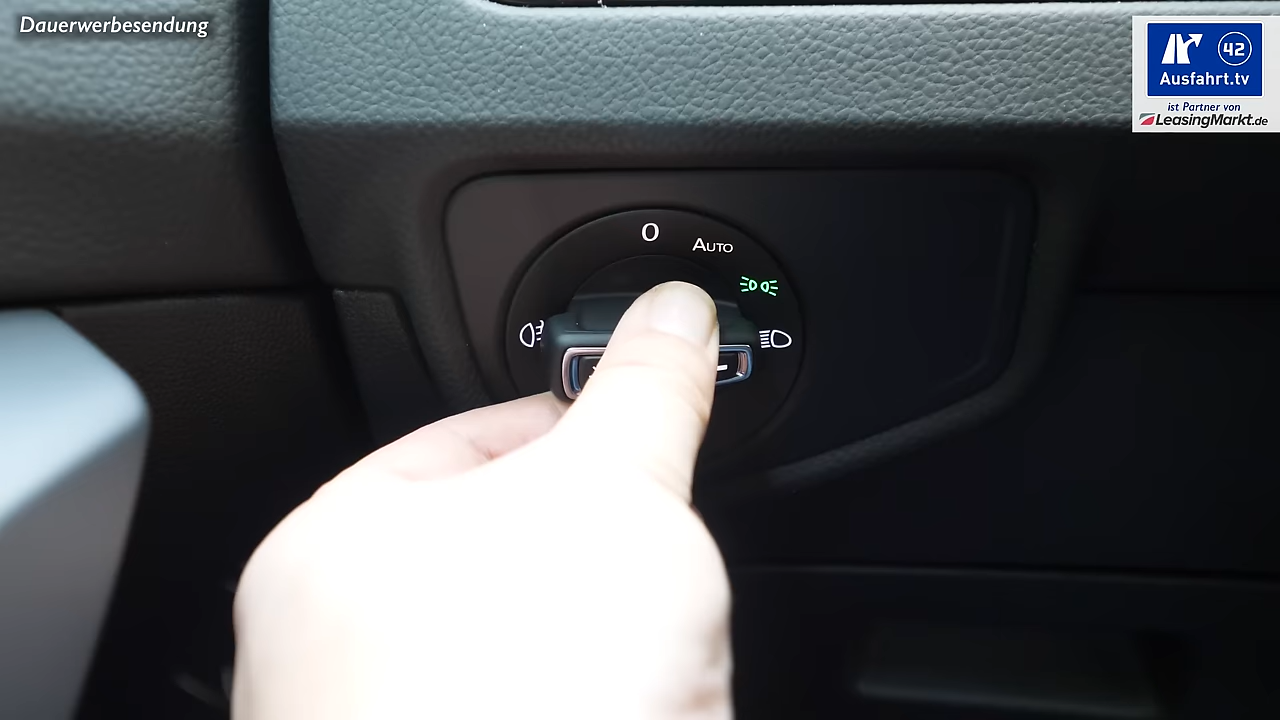 Dauerwerbesendung
42
Ausfahrt.tv
ist Partner von
LeasingMarkt.de
0
AUTO